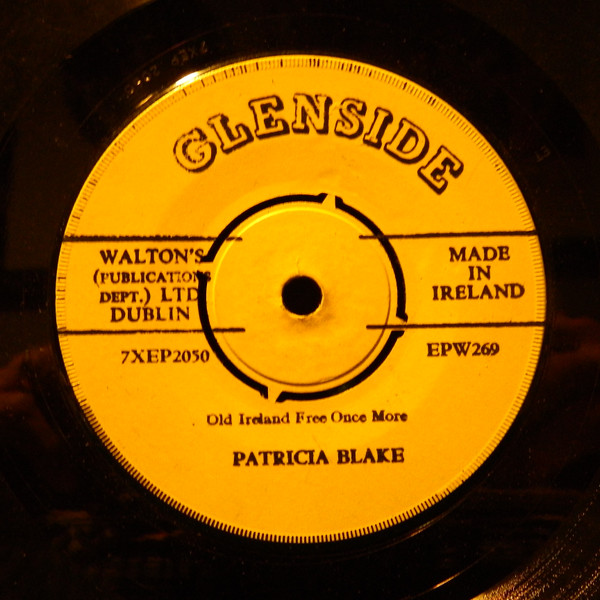 GLENSIDE
WALTON'S
(PUBLICATIONS
DEPT.) LTD
DUBLIN
MADE
IN
IRELAND
7XEP2050
EPW269
Old Ireland Free Once More
PATRICIA BLAKE